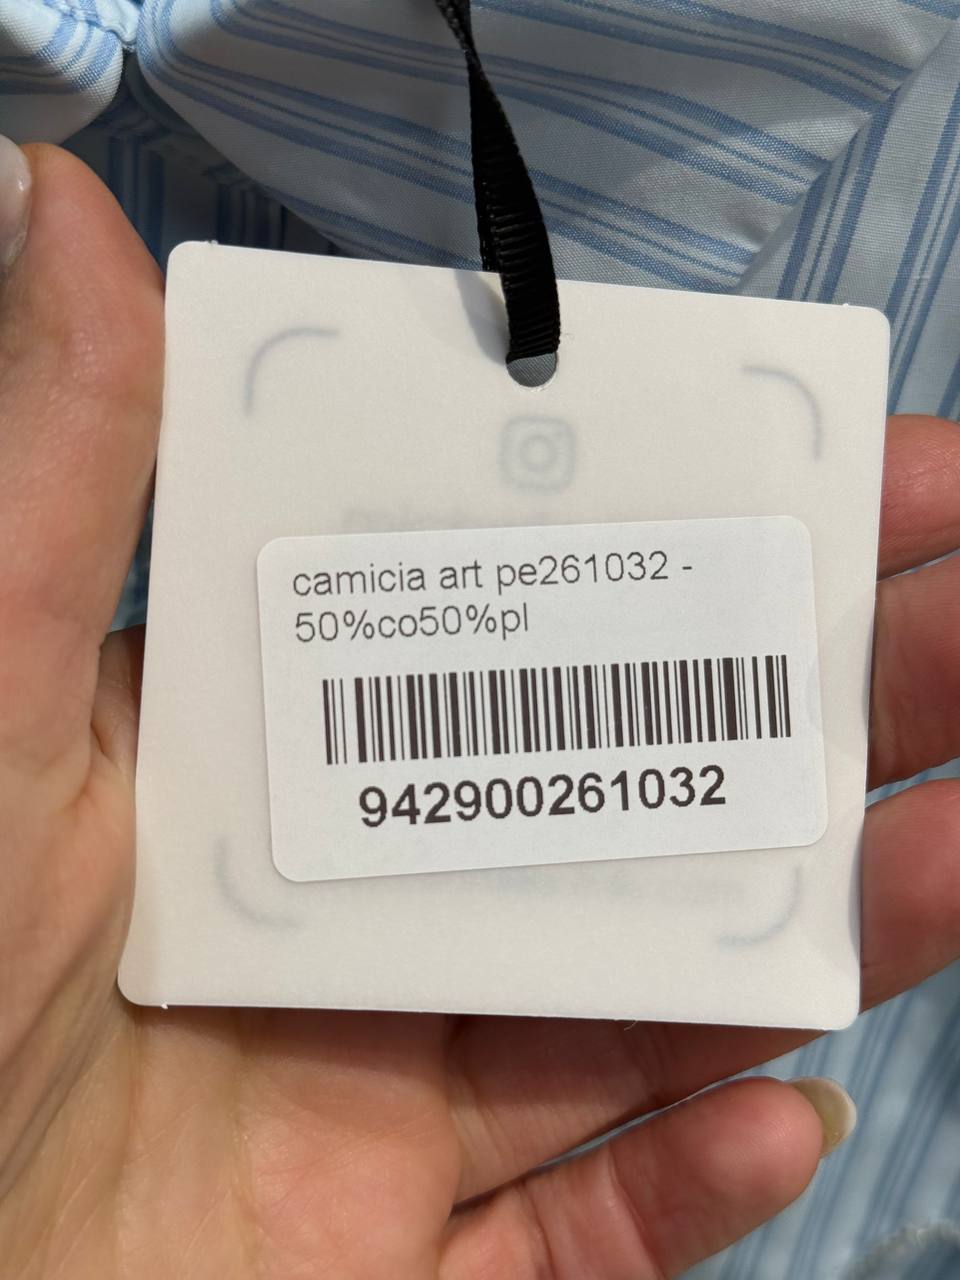 camicia art pe261032 -
50%co50%pl
942900261032